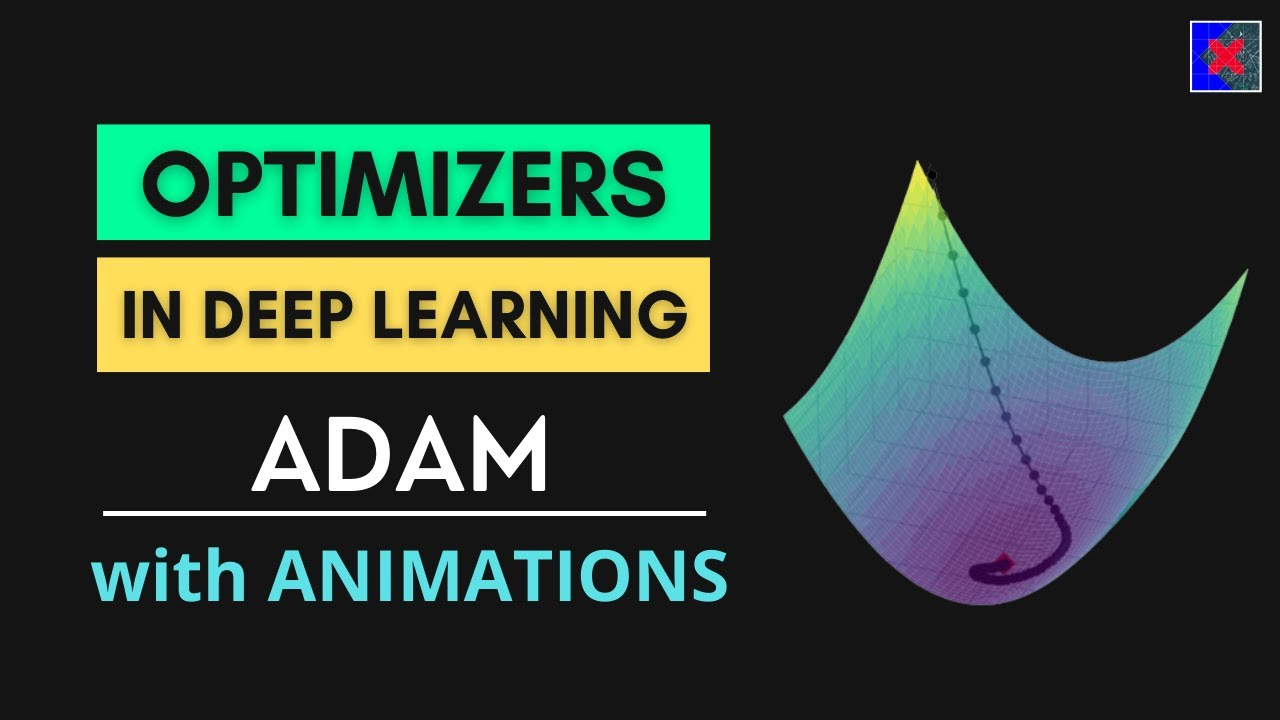 OPTIMIZERS
IN DEEP LEARNING
ADAM
with ANIMATIONS